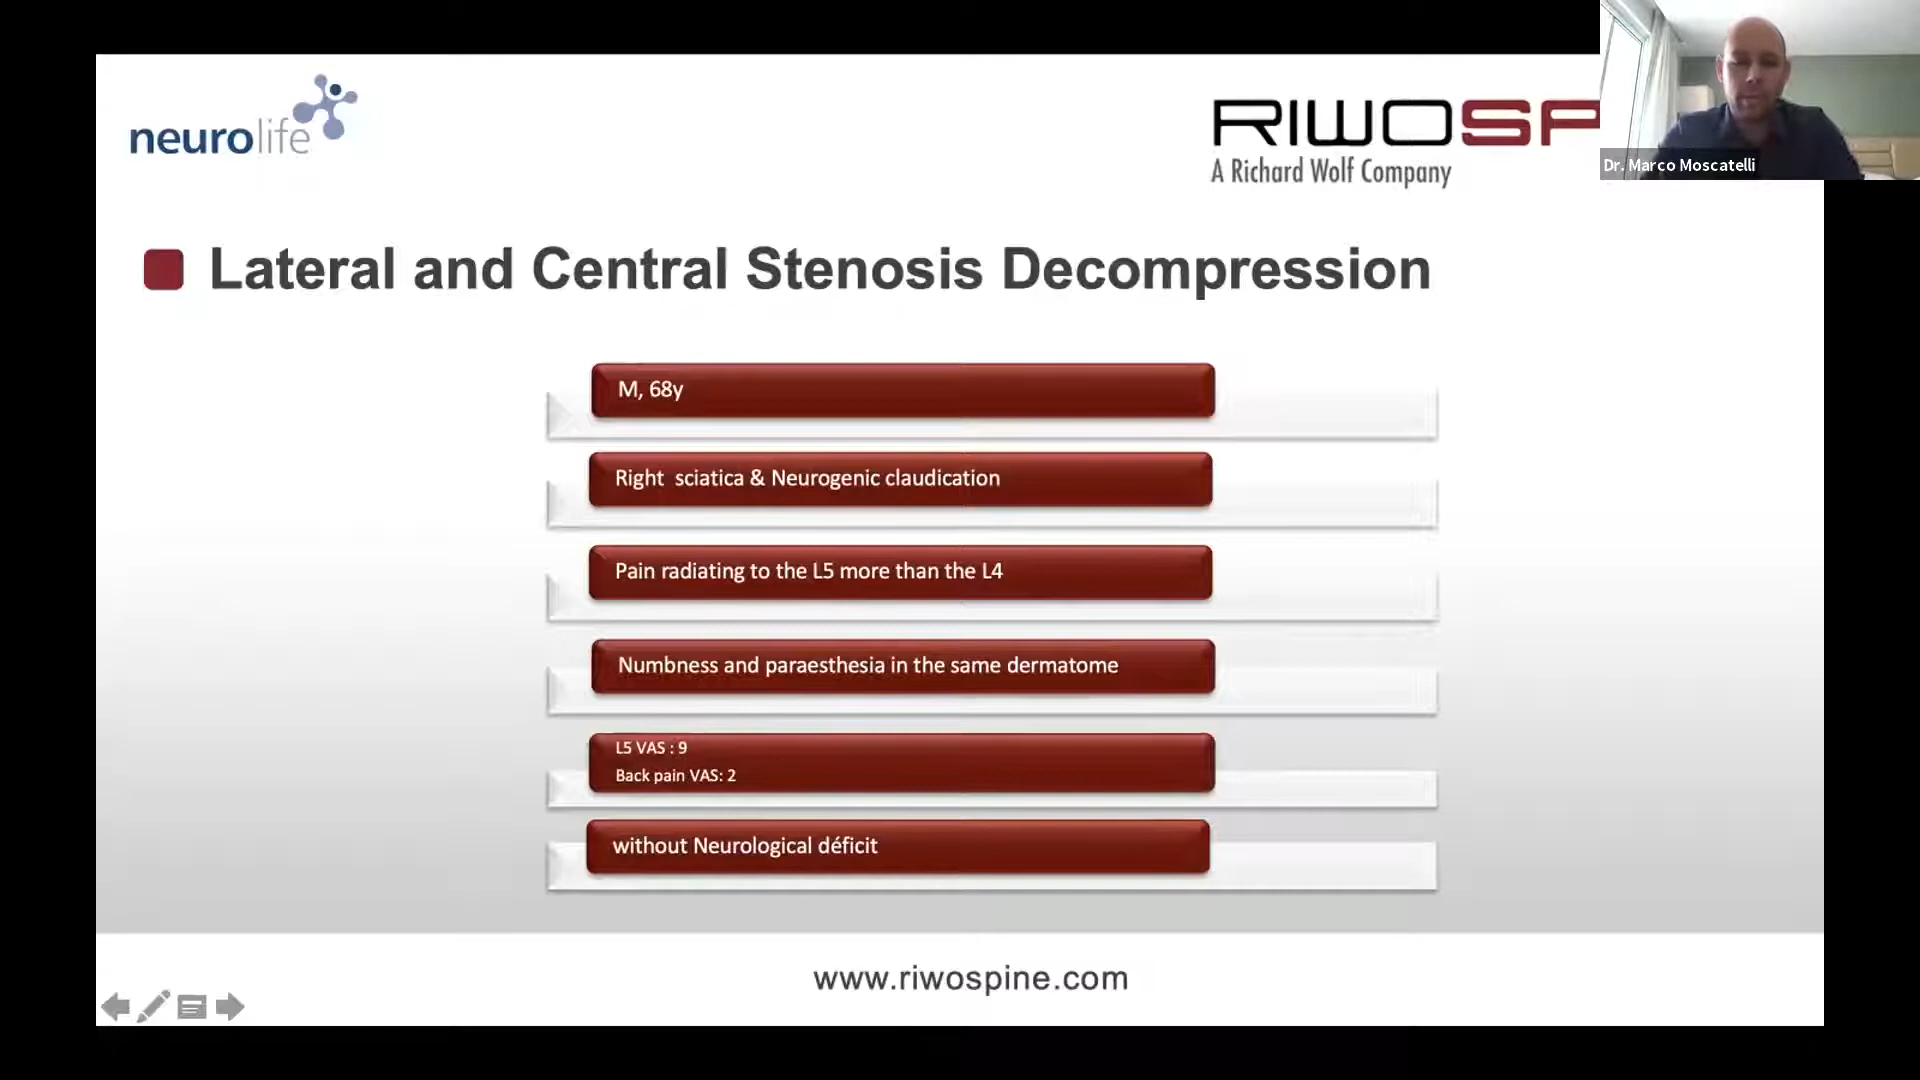 neurolife
RIWOSP
A Richard Wolf Company
Dr. Marco Moscatelli
Lateral and Central Stenosis Decompression
M, 68y
Right sciatica & Neurogenic claudication
Pain radiating to the L5 more than the L4
Numbness and paraesthesia in the same dermatome
L5 VAS : 9
Back pain VAS: 2
without Neurological déficit
www.riwospine.com